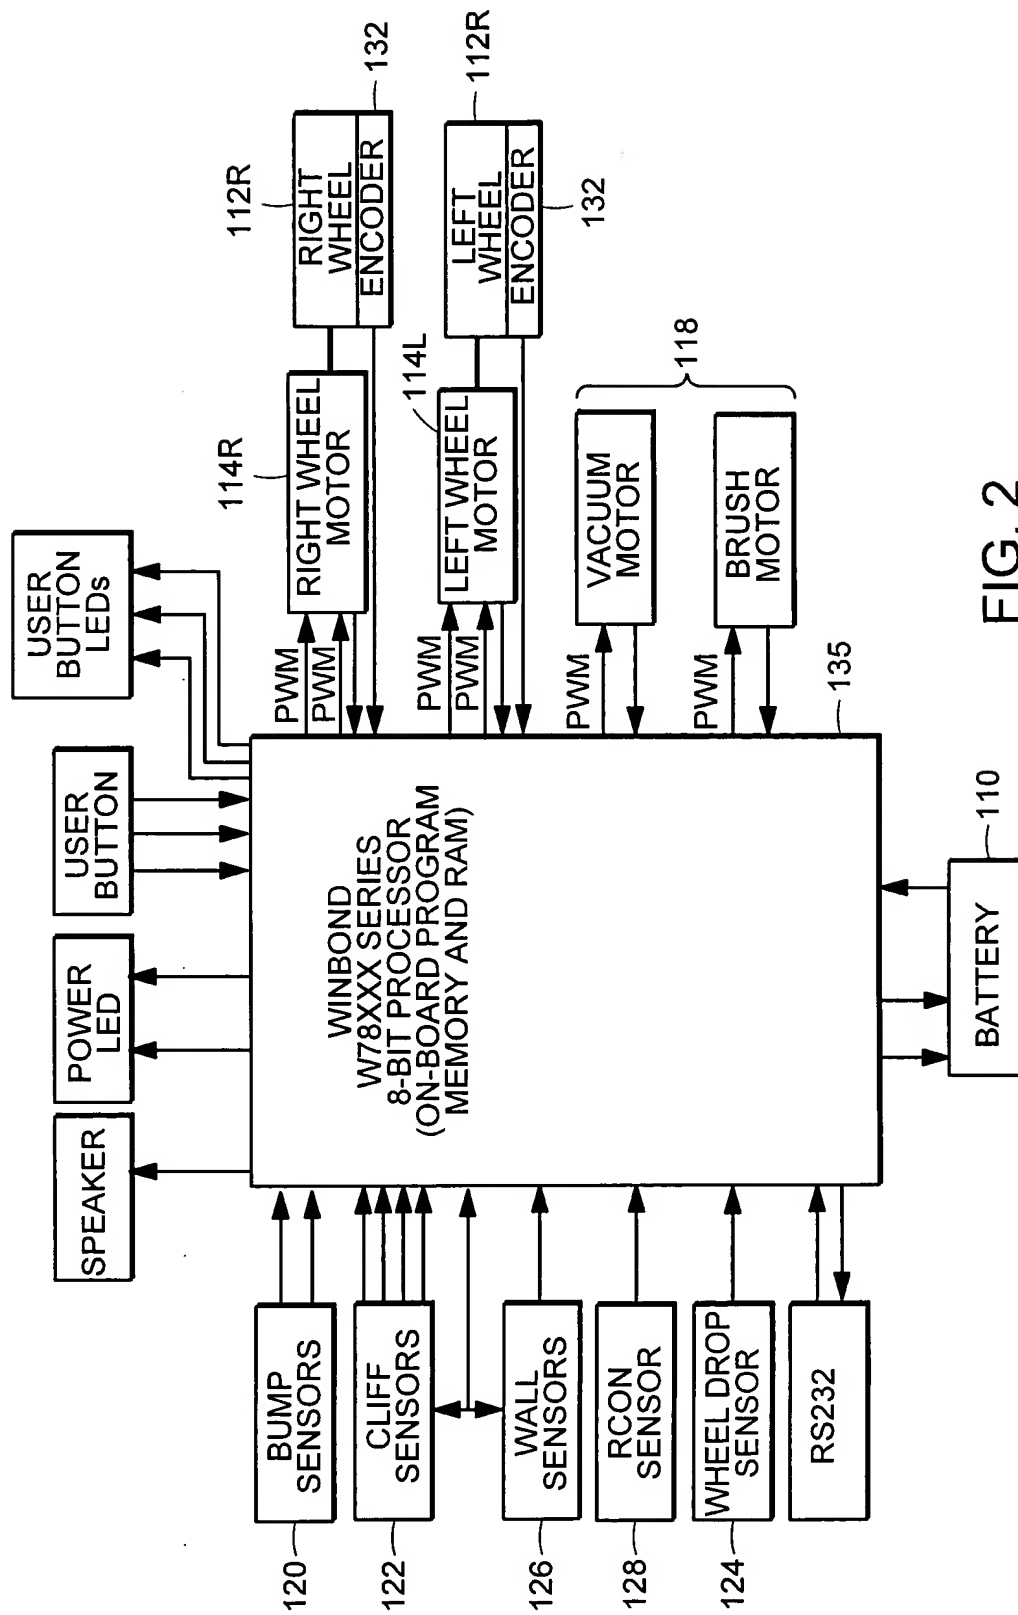 SPEAKER
POWER
LED
USER
BUTTON
USER
BUTTON
LEDs
BUMP
SENSORS
120
CLIFF
SENSORS
122
WALL
SENSORS
126
RCON
SENSOR
128
WHEEL DROP
SENSOR
124
RS232
WINBOND
W78XXX SERIES
8-BIT PROCESSOR
(ON-BOARD PROGRAM
MEMORY AND RAM)
135
PWM
PWM
RIGHT WHEEL
MOTOR
114R
RIGHT
WHEEL
ENCODER
112R
132
PWM
PWM
LEFT WHEEL
MOTOR
114L
LEFT
WHEEL
ENCODER
112R
132
PWM
VACUUM
MOTOR
PWM
BRUSH
MOTOR
118
BATTERY
110
FIG. 2